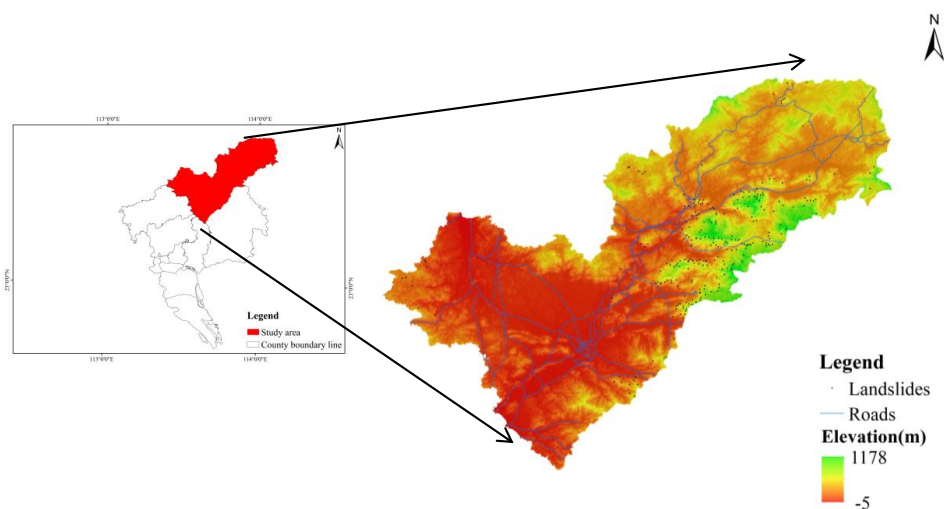 N
113°0'0"E
114°0'0"E
N
23°0'0"N
23°0'0"N
Legend
Study area
County boundary line
113°0'0"E
114°0'0"E
Legend
Landslides
Roads
Elevation(m)
1178
-5